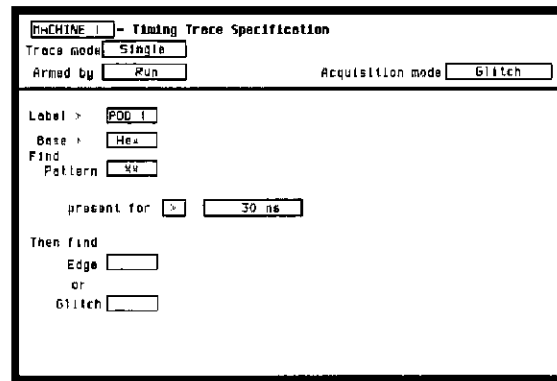 MACHINE 1 - Timing Trace Specification
Trace mode Single
Armed by Run Acquisition mode Glitch
Label > POD 1
Base > Hex
Find
Pattern XX
present for > 30 ns
Then find
Edge
or
Glitch